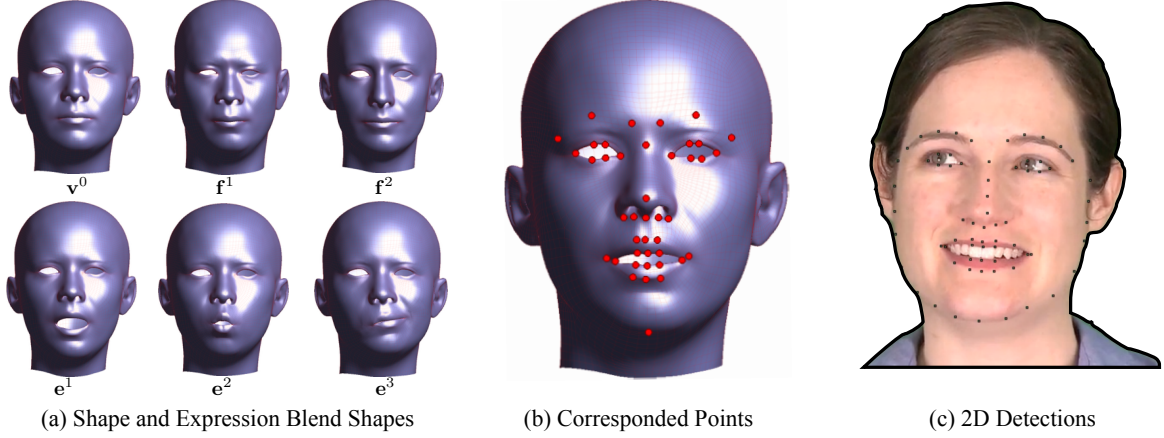 v⁰ f¹ f²
e¹ e² e³
(a) Shape and Expression Blend Shapes (b) Corresponded Points (c) 2D Detections